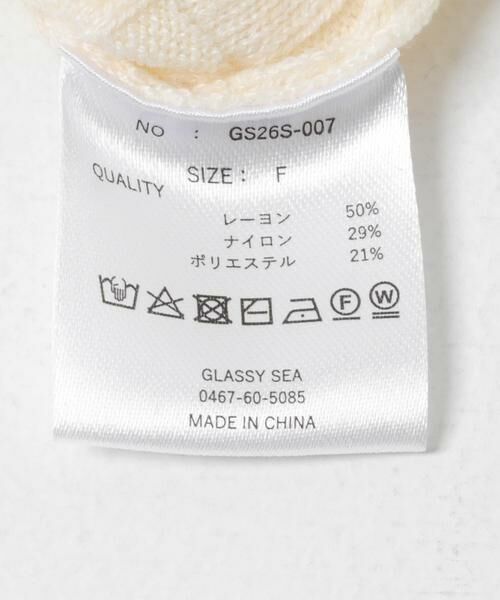 NO : GS26S-007
QUALITY SIZE : F
レーヨン 50%
ナイロン 29%
ポリエステル 21%
F W
GLASSY SEA
0467-60-5085
MADE IN CHINA